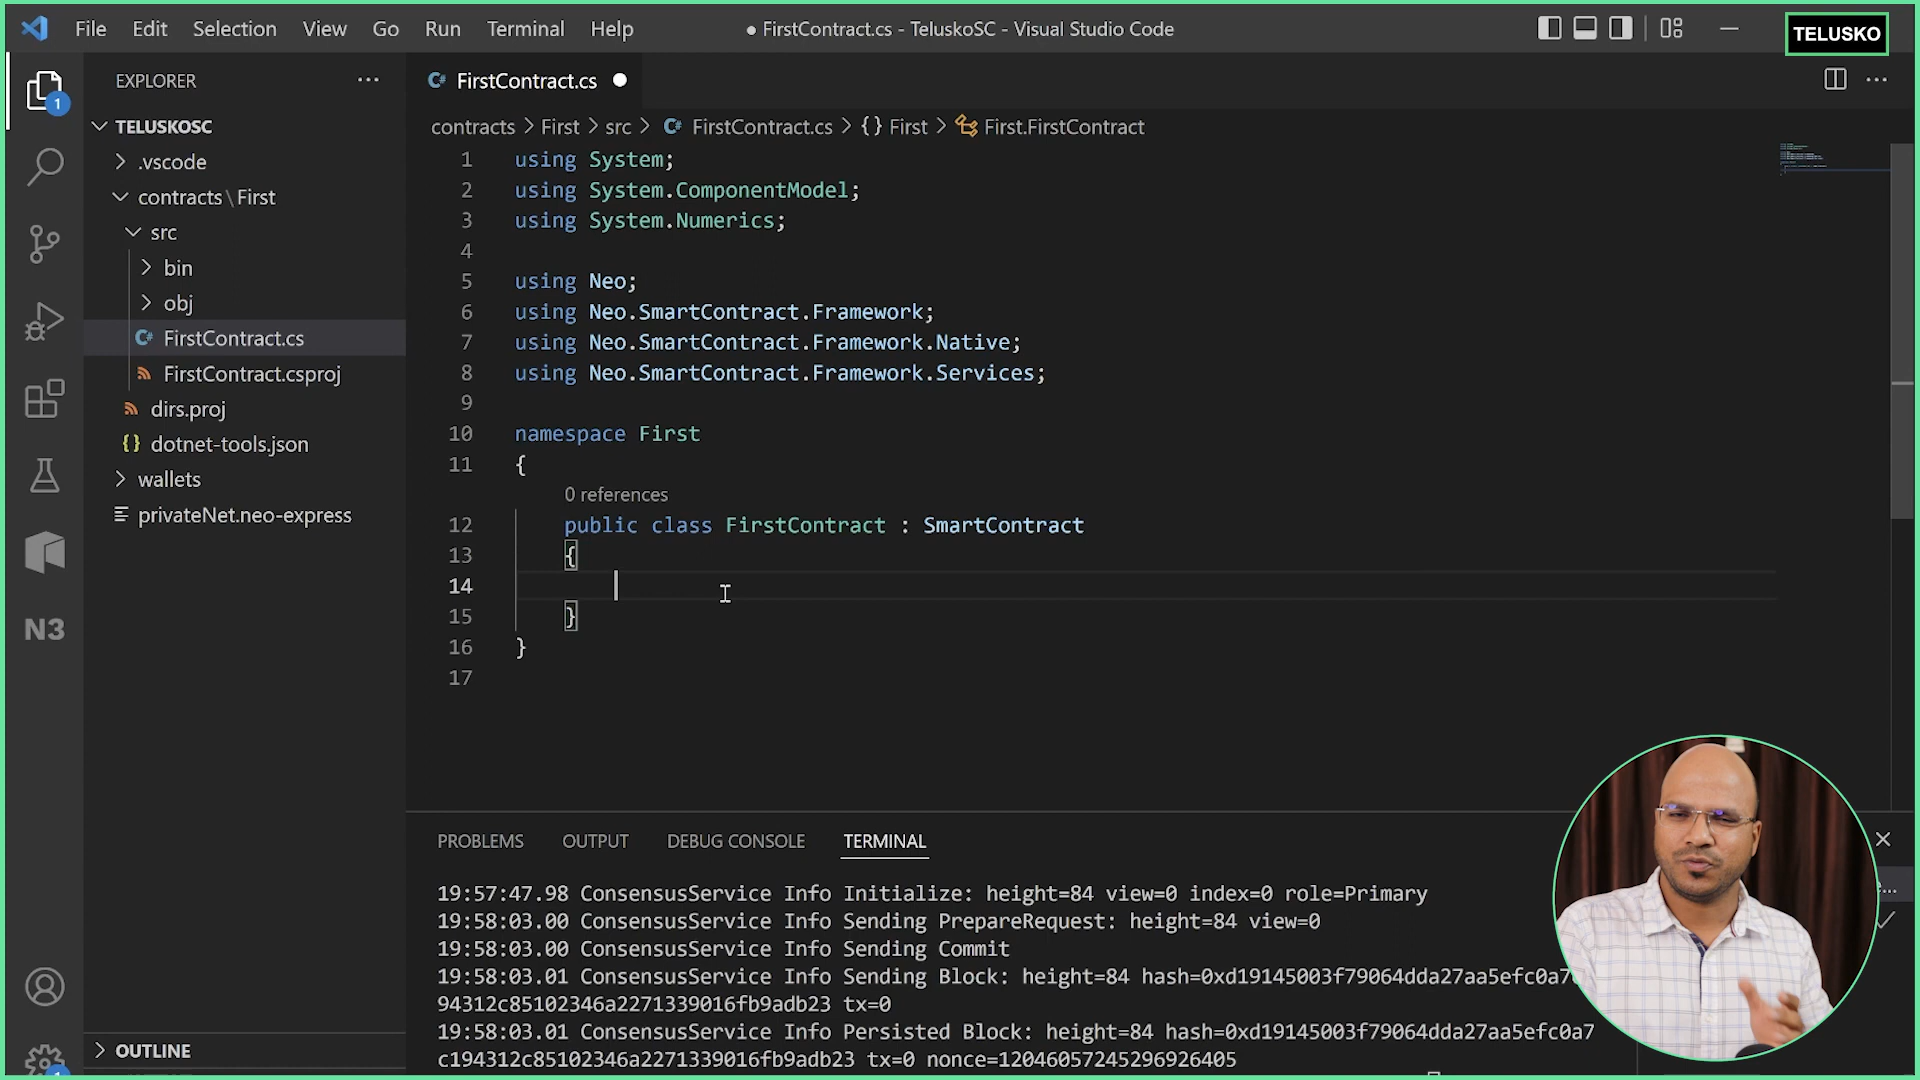 File Edit Selection View Go Run Terminal Help
● FirstContract.cs - TeluskoSC - Visual Studio Code
TELUSKO
1
EXPLORER ···
TELUSKOSC
.vscode
contracts\First
src
bin
obj
C# FirstContract.cs
FirstContract.csproj
dirs.proj
{} dotnet-tools.json
wallets
privateNet.neo-express
N3
OUTLINE
1
C# FirstContract.cs ●
contracts > First > src > C# FirstContract.cs > {} First > First.FirstContract
1 using System;
2 using System.ComponentModel;
3 using System.Numerics;
4
5 using Neo;
6 using Neo.SmartContract.Framework;
7 using Neo.SmartContract.Framework.Native;
8 using Neo.SmartContract.Framework.Services;
9
10 namespace First
11 {
0 references
12 public class FirstContract : SmartContract
13 {
14
15 }
16 }
17
PROBLEMS OUTPUT DEBUG CONSOLE TERMINAL
19:57:47.98 ConsensusService Info Initialize: height=84 view=0 index=0 role=Primary
19:58:03.00 ConsensusService Info Sending PrepareRequest: height=84 view=0
19:58:03.00 ConsensusService Info Sending Commit
19:58:03.01 ConsensusService Info Sending Block: height=84 hash=0xd19145003f79064dda27aa5efc0a7
94312c85102346a2271339016fb9adb23 tx=0
19:58:03.01 ConsensusService Info Persisted Block: height=84 hash=0xd19145003f79064dda27aa5efc0a7
c194312c85102346a2271339016fb9adb23 tx=0 nonce=12046057245296926405